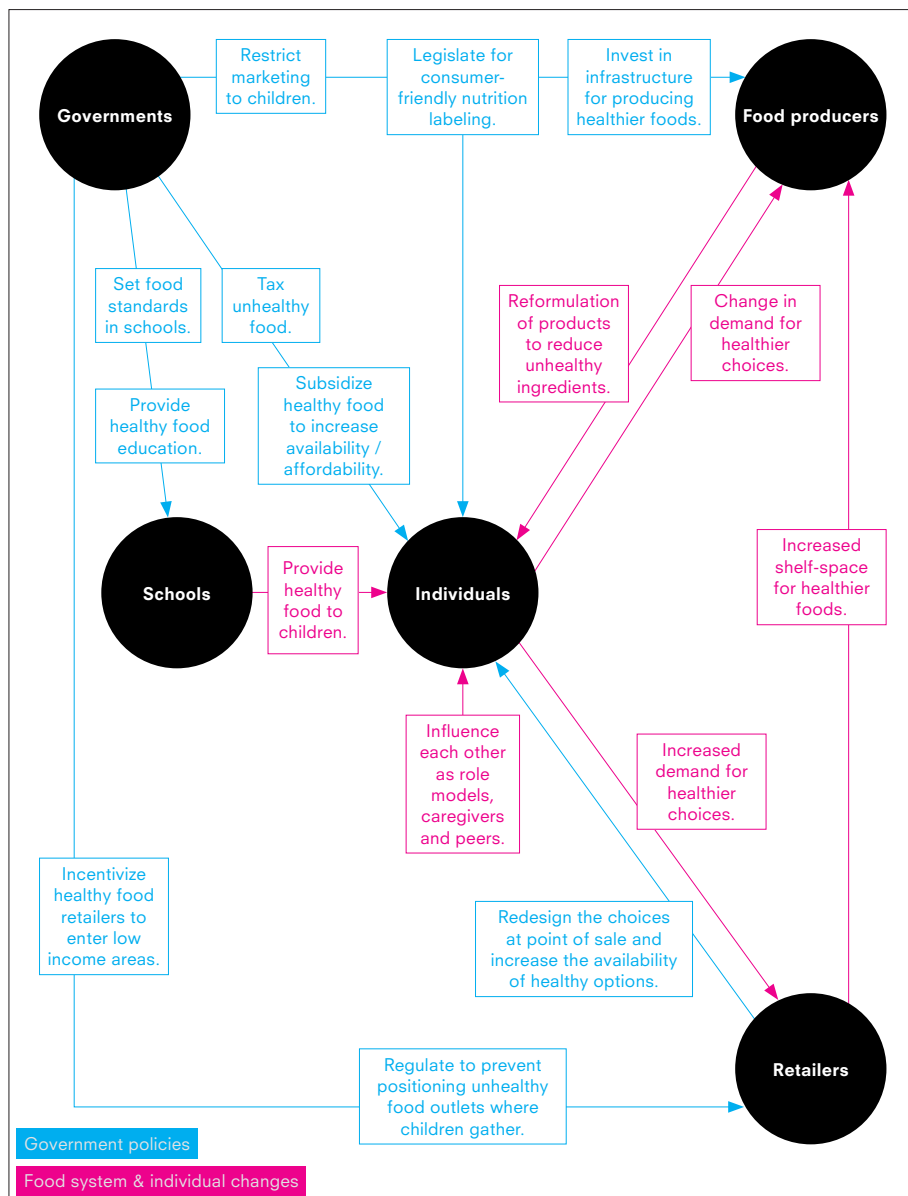 Restrict
marketing
to children.
Legislate for
consumer-
friendly nutrition
labeling.
Invest in
infrastructure
for producing
healthier foods.
Governments
Food producers
Set food
standards
in schools.
Tax
unhealthy
food.
Reformulation
of products
to reduce
unhealthy
ingredients.
Change in
demand for
healthier
choices.
Provide
healthy food
education.
Subsidize
healthy food
to increase
availability /
affordability.
Schools
Provide
healthy
food to
children.
Individuals
Increased
shelf-space
for healthier
foods.
Influence
each other
as role
models,
caregivers
and peers.
Increased
demand for
healthier
choices.
Incentivize
healthy food
retailers to
enter low
income areas.
Redesign the choices
at point of sale and
increase the availability
of healthy options.
Retailers
Regulate to prevent
positioning unhealthy
food outlets where
children gather.
Government policies
Food system & individual changes